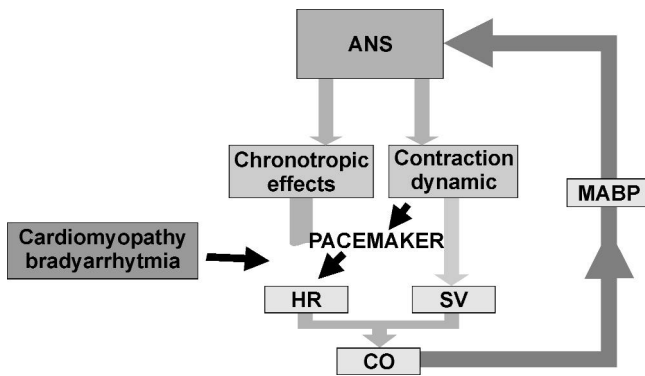 ANS
Chronotropic
effects
Contraction
dynamic
MABP
Cardiomyopathy
bradyarrhytmia
PACEMAKER
HR
SV
CO